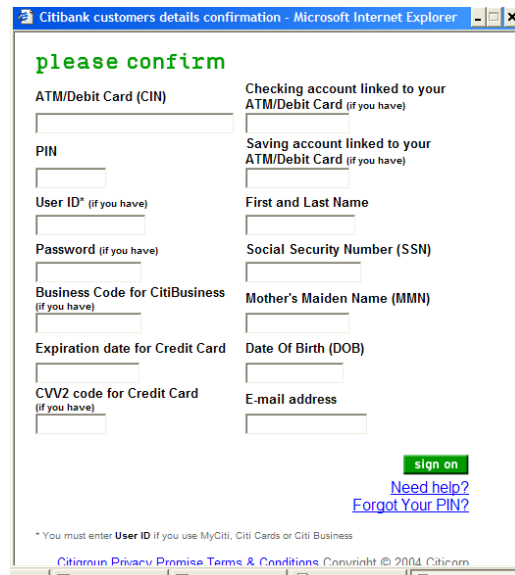 Citibank customers details confirmation - Microsoft Internet Explorer
please confirm
ATM/Debit Card (CIN)
Checking account linked to your
ATM/Debit Card (if you have)
PIN
Saving account linked to your
ATM/Debit Card (if you have)
User ID* (if you have)
First and Last Name
Password (if you have)
Social Security Number (SSN)
Business Code for CitiBusiness
(if you have)
Mother's Maiden Name (MMN)
Expiration date for Credit Card
Date Of Birth (DOB)
CVV2 code for Credit Card
(if you have)
E-mail address
sign on
Need help?
Forgot Your PIN?
* You must enter User ID if you use MyCiti, Citi Cards or Citi Business
Citigroup Privacy Promise Terms & Conditions Copyright © 2004 Citicorp